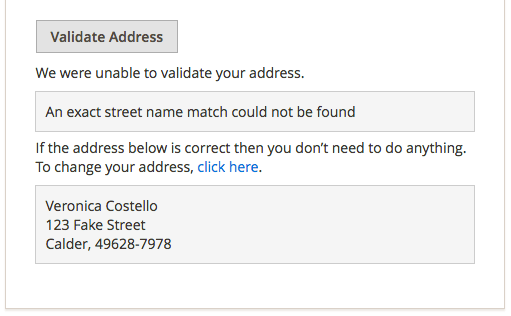 Validate Address
We were unable to validate your address.
An exact street name match could not be found
If the address below is correct then you don’t need to do anything.
To change your address, click here.
Veronica Costello
123 Fake Street
Calder, 49628-7978